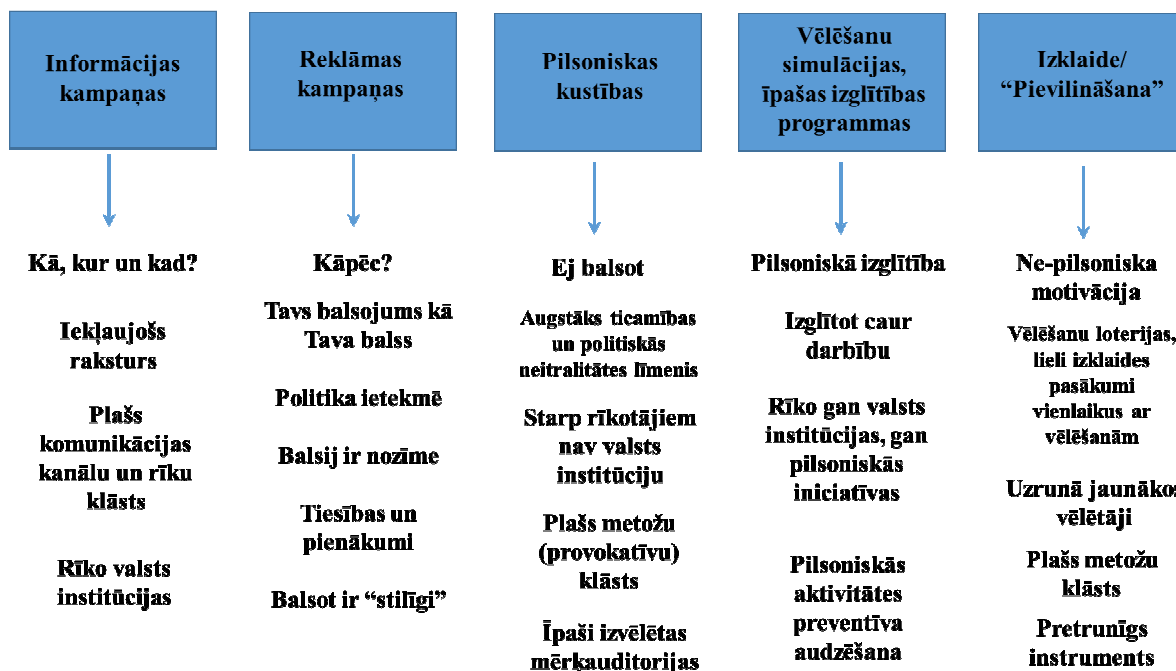 Informācijas
kampaņas
Kā, kur un kad?
Iekļaujošs
raksturs
Plašs
komunikācijas
kanālu un rīku
klāsts
Rīko valsts
institūcijas
Reklāmas
kampaņas
Kāpēc?
Tavs balsojums kā
Tava balss
Politika ietekmē
Balsij ir nozīme
Tiesības un
pienākumi
Balsot ir “stilīgi”
Pilsoniskas
kustības
Ej balsot
Augstāks ticamības
un politiskās
neitralitātes līmenis
Starp rīkotājiem
nav valsts
institūciju
Plašs metožu
(provokatīvu)
klāsts
Īpaši izvēlētas
mērķauditorijas
Vēlēšanu
simulācijas,
īpašas izglītības
programmas
Pilsoniskā izglītība
Izglītot caur
darbību
Rīko gan valsts
institūcijas, gan
pilsoniskās
iniciatīvas
Pilsoniskās
aktivitātes
preventīva
audzēšana
Izklaide/
“Pievilināšana”
Ne-pilsoniska
motivācija
Vēlēšanu loterijas,
lieli izklaides
pasākumi
vienlaikus ar
vēlēšanām
Uzrunā jaunākos
vēlētāji
Plašs metožu
klāsts
Pretrunīgs
instruments